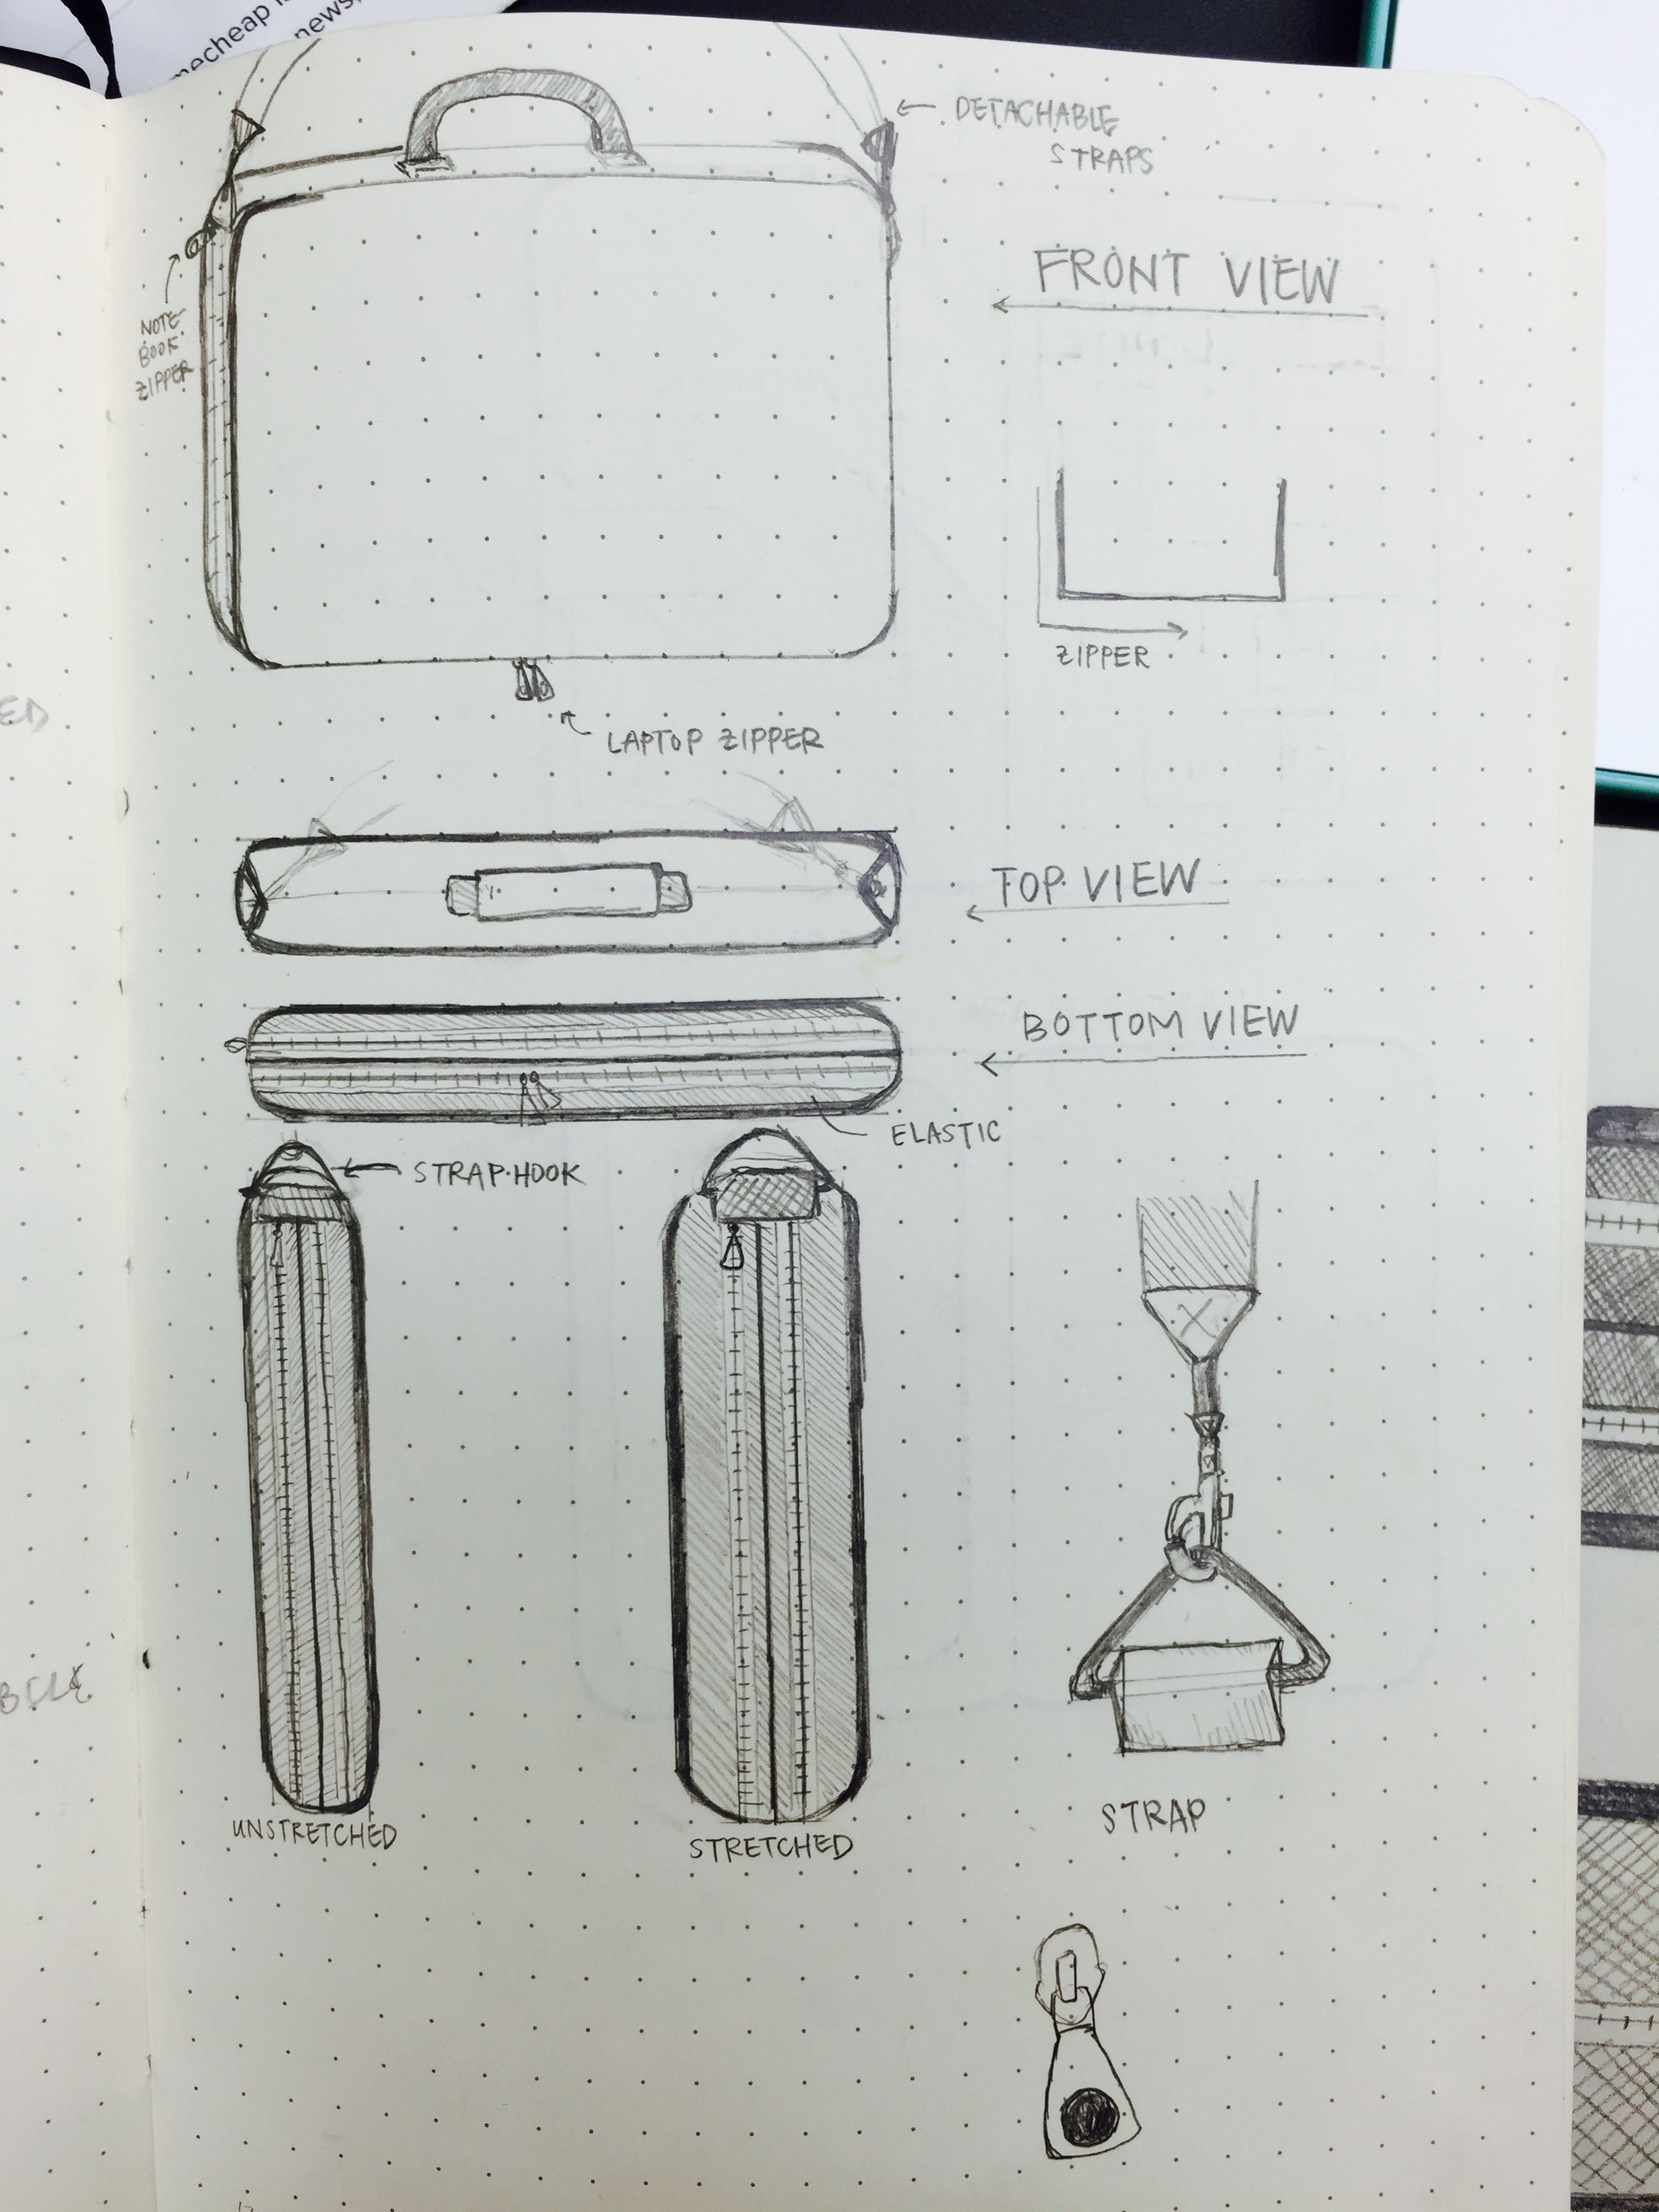 mecheap i
news,
DETACHABLE
STRAPS
FRONT VIEW
NOTE
BOOK
ZIPPER
ZIPPER
LAPTOP ZIPPER
ED
TOP VIEW
BOTTOM VIEW
ELASTIC
STRAP HOOK
UNSTRETCHED
STRETCHED
STRAP